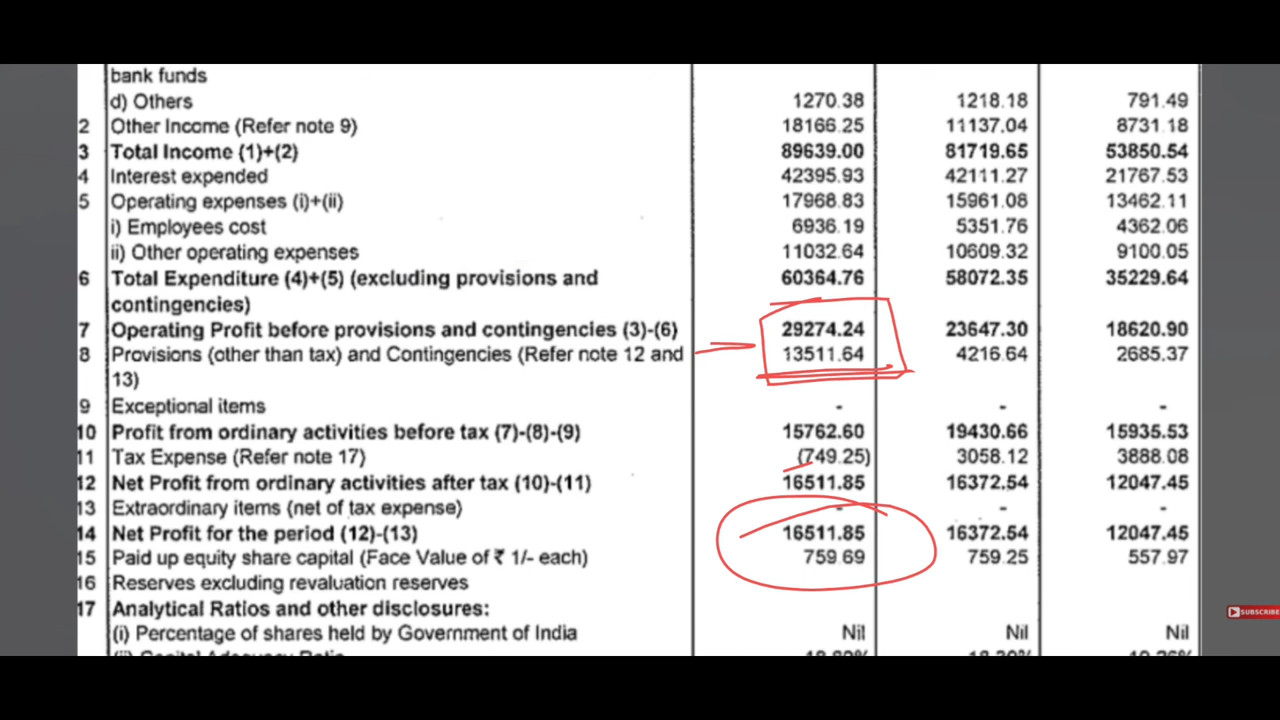 bank funds
d) Others 1270.38 1218.18 791.49
2 Other Income (Refer note 9) 18166.25 11137.04 8731.18
3 Total Income (1)+(2) 89639.00 81719.65 53850.54
4 Interest expended 42395.93 42111.27 21767.53
5 Operating expenses (i)+(ii) 17968.83 15961.08 13462.11
i) Employees cost 6936.19 5351.76 4362.06
ii) Other operating expenses 11032.64 10609.32 9100.05
6 Total Expenditure (4)+(5) (excluding provisions and 60364.76 58072.35 35229.64
contingencies)
7 Operating Profit before provisions and contingencies (3)-(6) 29274.24 23647.30 18620.90
8 Provisions (other than tax) and Contingencies (Refer note 12 and 13511.64 4216.64 2685.37
13)
9 Exceptional items - - -
10 Profit from ordinary activities before tax (7)-(8)-(9) 15762.60 19430.66 15935.53
11 Tax Expense (Refer note 17) (749.25) 3058.12 3888.08
12 Net Profit from ordinary activities after tax (10)-(11) 16511.85 16372.54 12047.45
13 Extraordinary items (net of tax expense) - - -
14 Net Profit for the period (12)-(13) 16511.85 16372.54 12047.45
15 Paid up equity share capital (Face Value of ₹ 1/- each) 759.69 759.25 557.97
16 Reserves excluding revaluation reserves
17 Analytical Ratios and other disclosures:
(i) Percentage of shares held by Government of India Nil Nil Nil
SUBSCRIBE